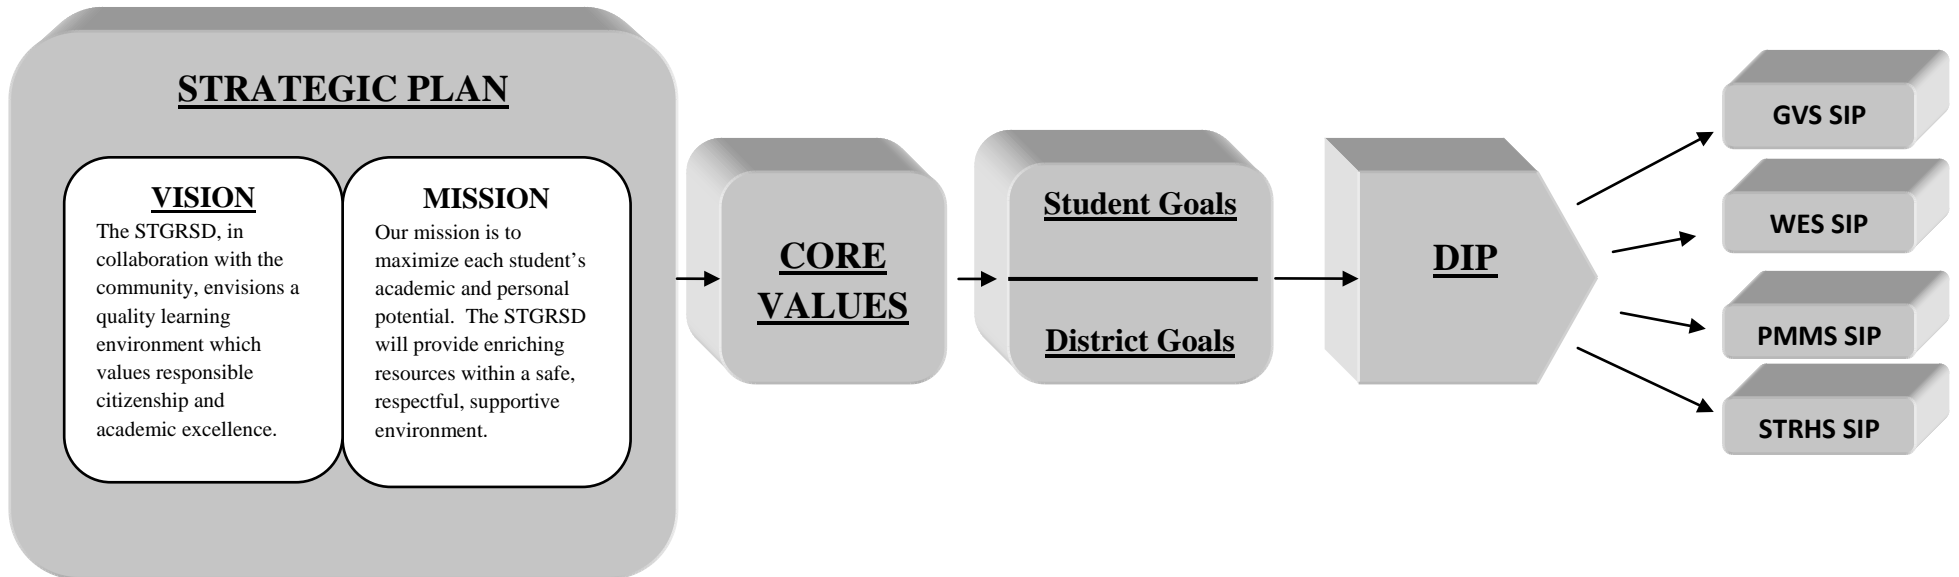 STRATEGIC PLAN
VISION
The STGRSD, in
collaboration with the
community, envisions a
quality learning
environment which
values responsible
citizenship and
academic excellence.
MISSION
Our mission is to
maximize each student’s
academic and personal
potential.  The STGRSD
will provide enriching
resources within a safe,
respectful, supportive
environment.
CORE
VALUES
Student Goals
District Goals
DIP
GVS SIP
WES SIP
PMMS SIP
STRHS SIP